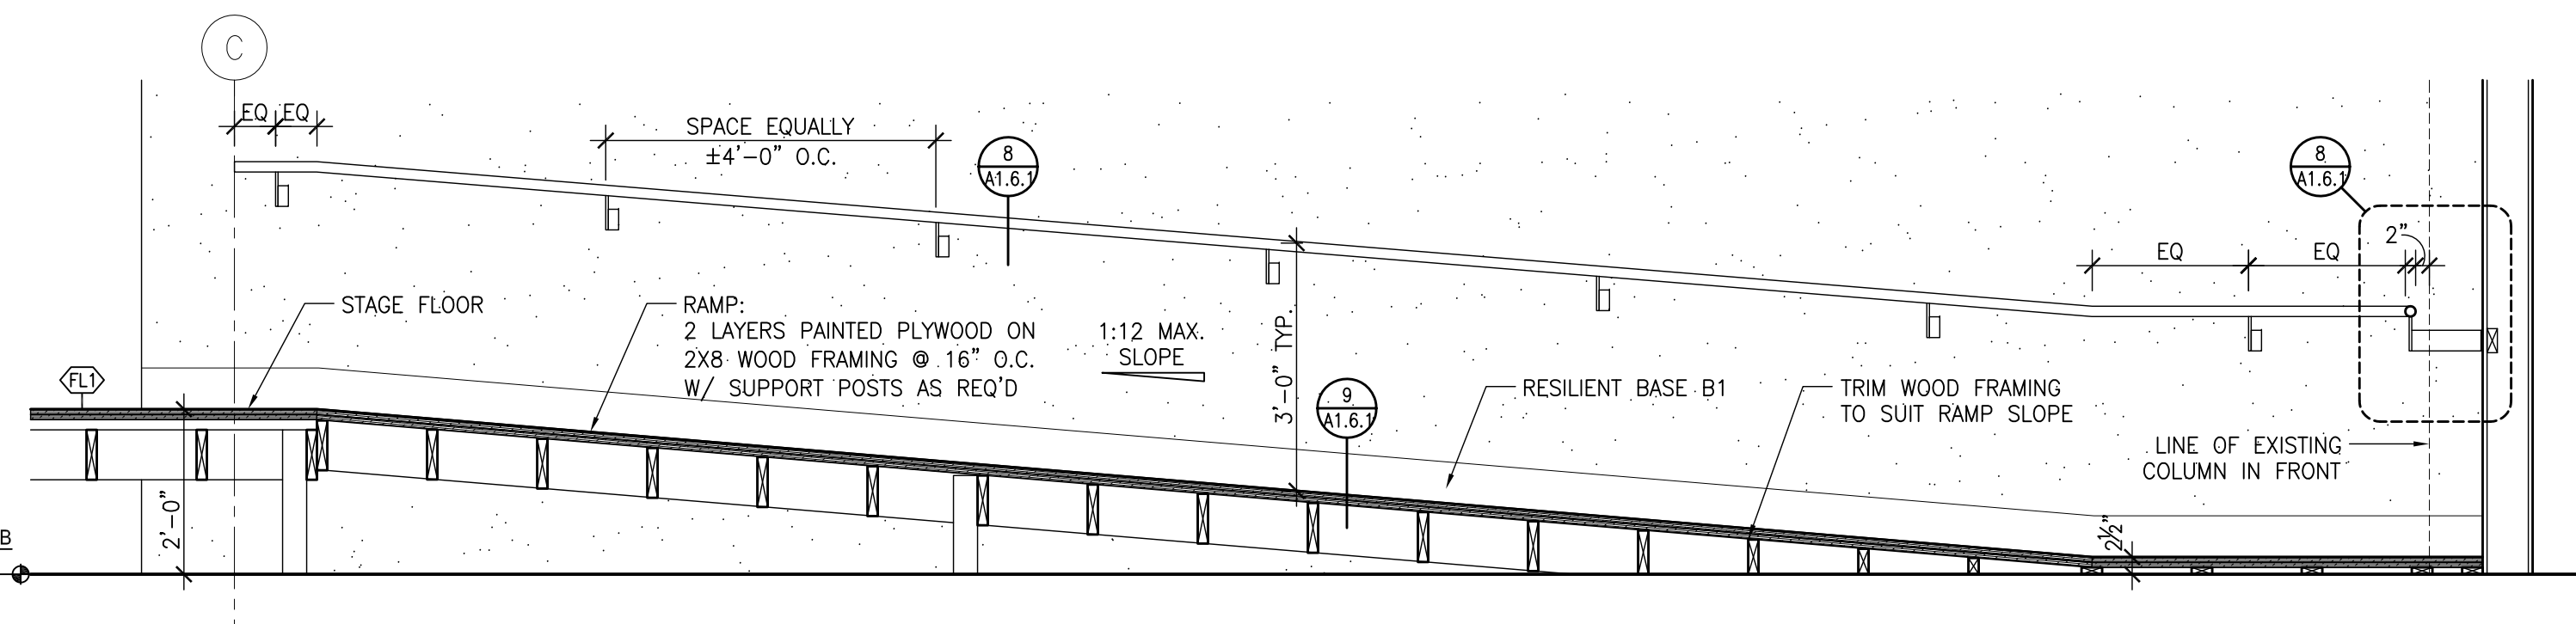 C
EQ EQ
SPACE EQUALLY
±4'-0" O.C.
8
A1.6.1
8
A1.6.1
2"
EQ
EQ
STAGE FLOOR
RAMP:
2 LAYERS PAINTED PLYWOOD ON
2X8 WOOD FRAMING @ 16" O.C.
W/ SUPPORT POSTS AS REQ'D
1:12 MAX.
SLOPE
3'-0" TYP.
FL1
9
A1.6.1
RESILIENT BASE B1
TRIM WOOD FRAMING
TO SUIT RAMP SLOPE
LINE OF EXISTING
COLUMN IN FRONT
2'-0"
2½"
B